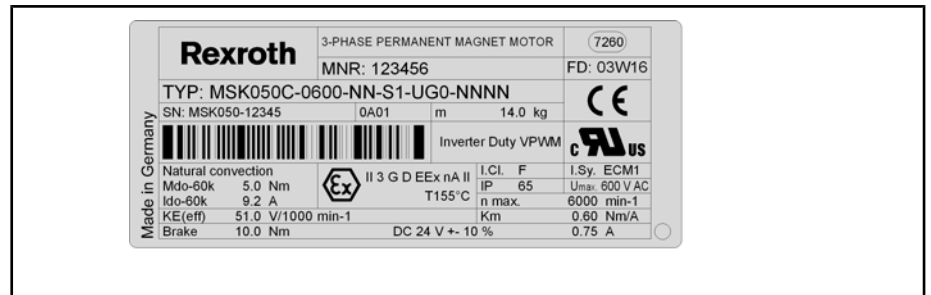 Rexroth
3-PHASE PERMANENT MAGNET MOTOR
7260
MNR: 123456
FD: 03W16
TYP: MSK050C-0600-NN-S1-UG0-NNNN
CE
SN: MSK050-12345 0A01 m 14.0 kg
Made in Germany
Inverter Duty VPWM
c RU US
Natural convection
Mdo-60k 5.0 Nm
Ido-60k 9.2 A
Ex II 3 G D EEx nA II
T155°C
I.Cl. F I.Sy. ECM1
IP 65 Umax. 600 V AC
n max. 6000 min-1
KE(eff) 51.0 V/1000 min-1 Km 0.60 Nm/A
Brake 10.0 Nm DC 24 V +- 10 % 0.75 A